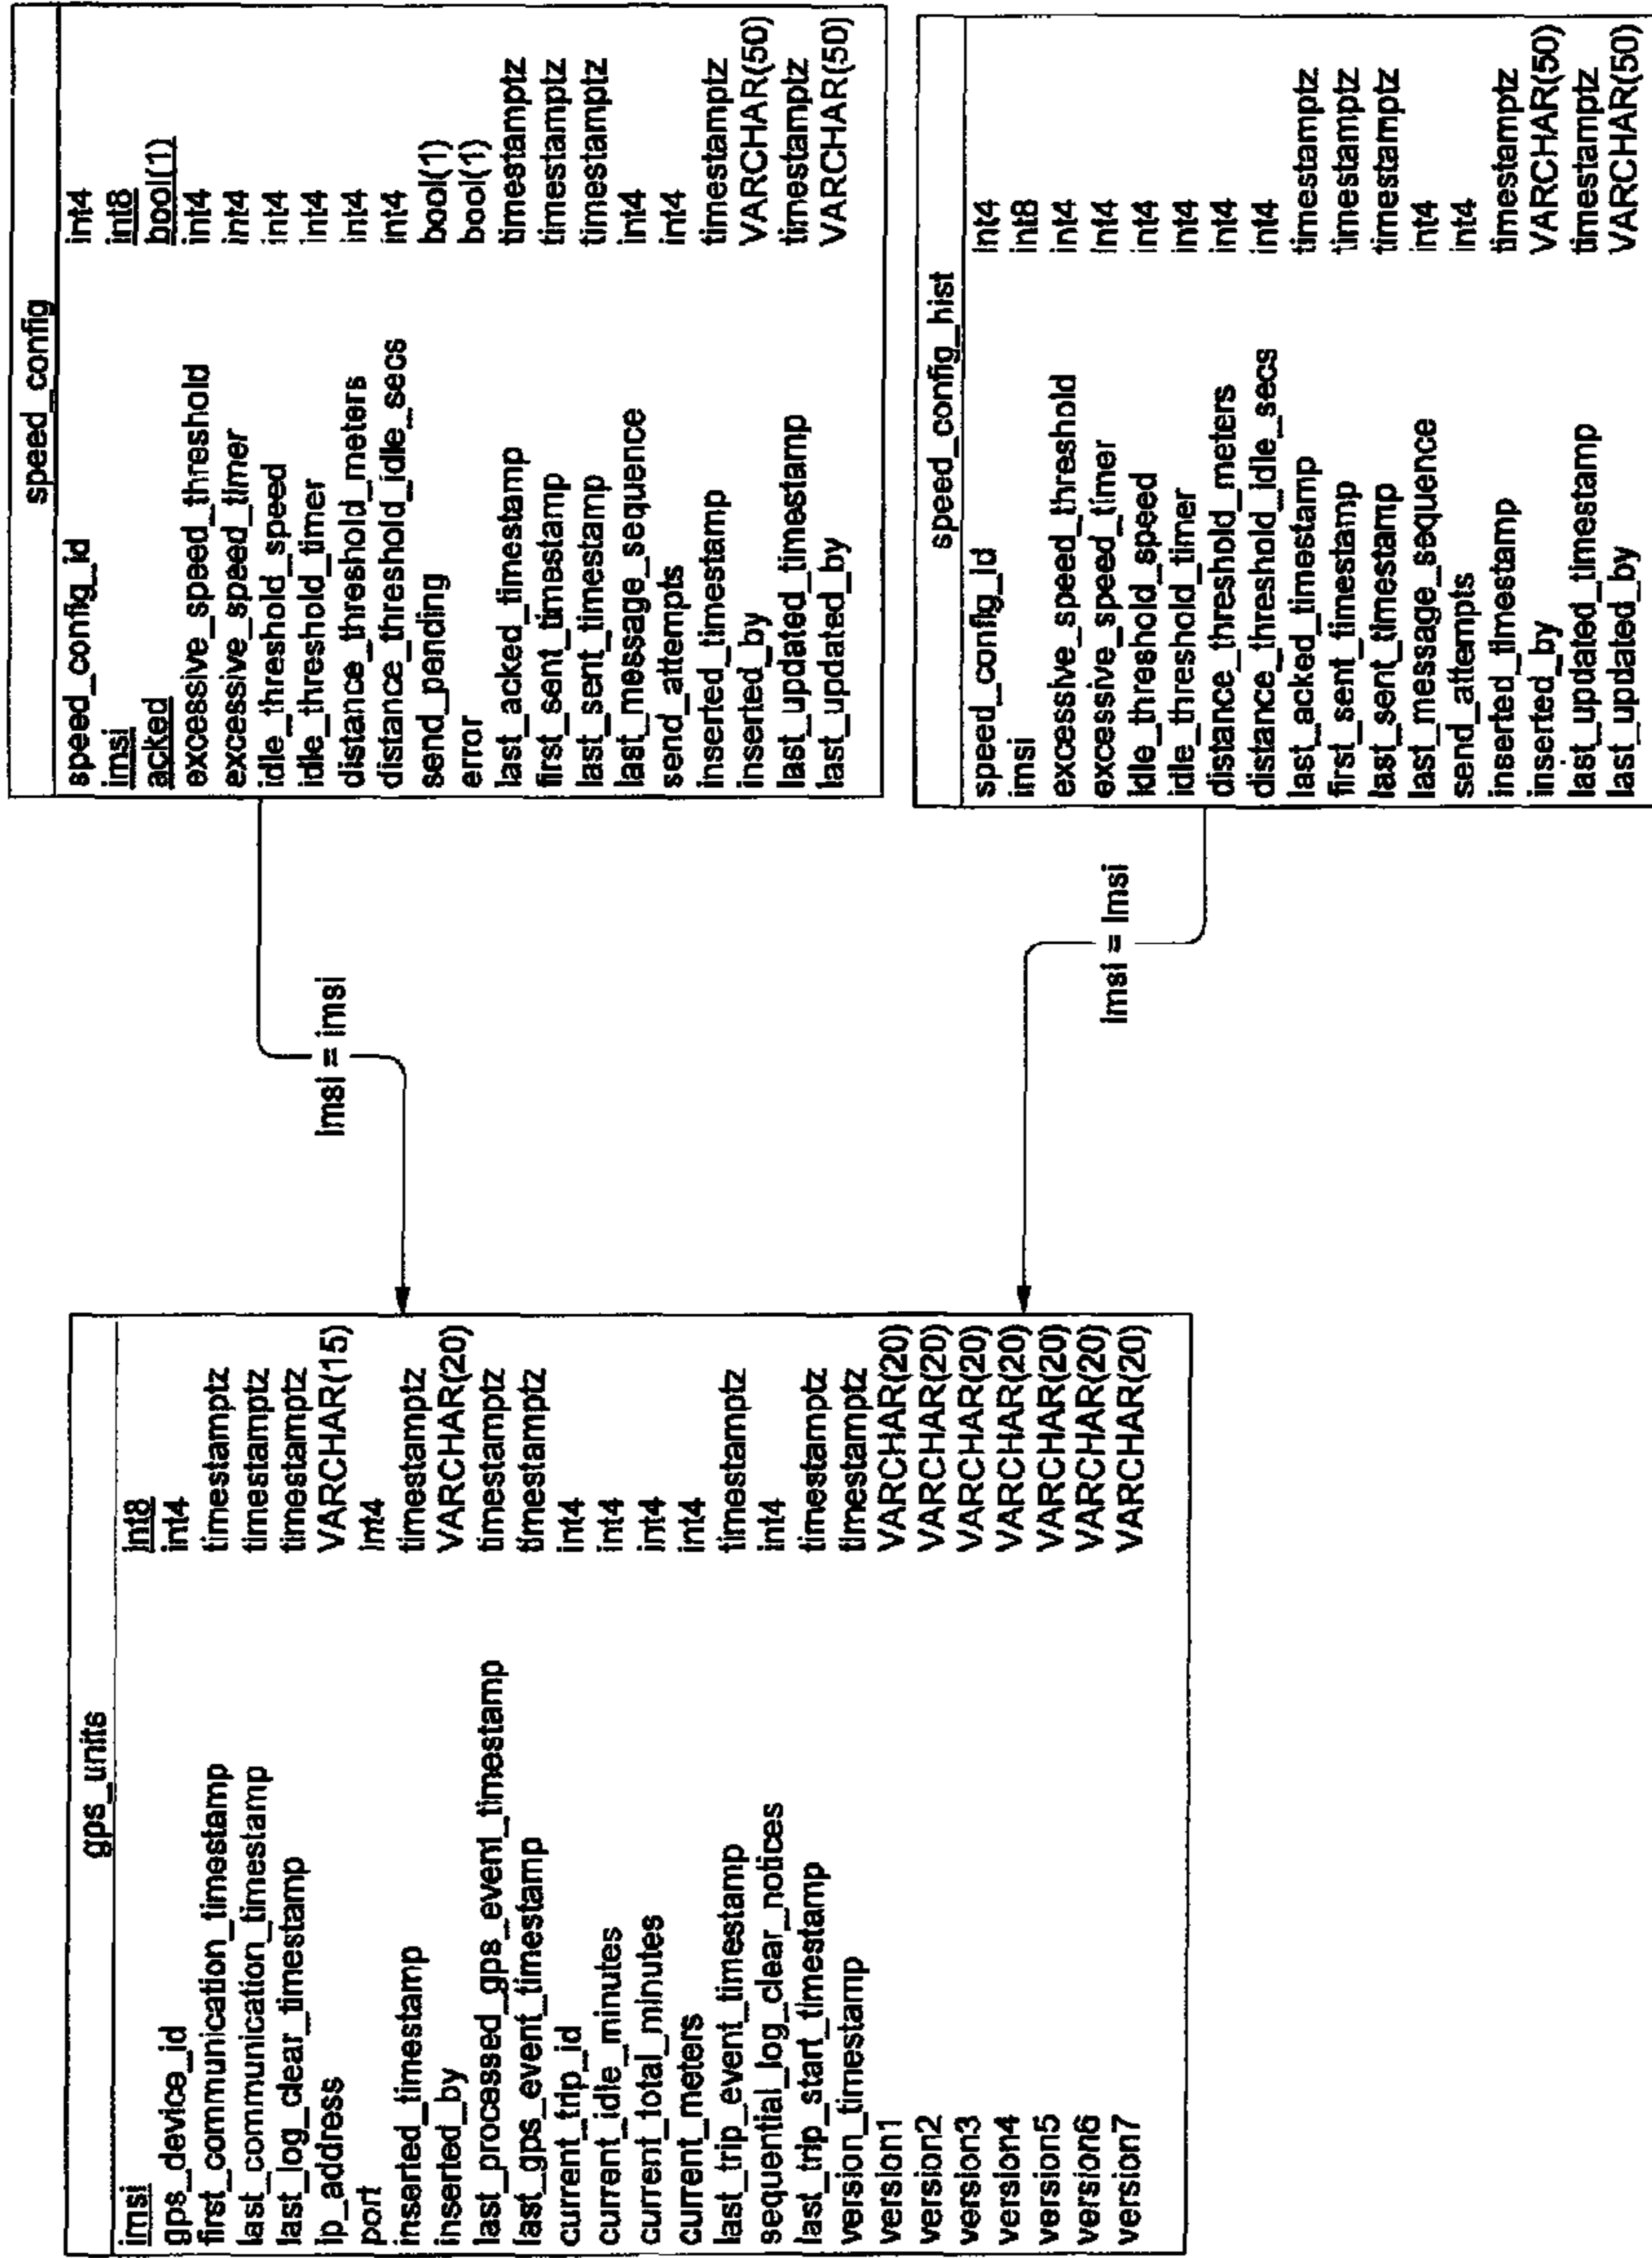 gps_units
imsi int8
gps_device_id int4
first_communication_timestamp timestamptz
last_communication_timestamp timestamptz
last_log_clear_timestamp timestamptz
ip_address VARCHAR(15)
port int4
inserted_timestamp timestamptz
inserted_by VARCHAR(20)
last_processed_gps_event_timestamp timestamptz
last_gps_event_timestamp timestamptz
current_trip_id int4
current_idle_minutes int4
current_total_minutes int4
current_meters int4
last_trip_event_timestamp timestamptz
sequential_log_clear_notices int4
last_trip_start_timestamp timestamptz
version_timestamp timestamptz
version1 VARCHAR(20)
version2 VARCHAR(20)
version3 VARCHAR(20)
version4 VARCHAR(20)
version5 VARCHAR(20)
version6 VARCHAR(20)
version7 VARCHAR(20)
imsi = imsi
imsi = imsi
speed_config
speed_config_id int4
imsi int8
acked bool(1)
excessive_speed_threshold int4
excessive_speed_timer int4
idle_threshold_speed int4
idle_threshold_timer int4
distance_threshold_meters int4
distance_threshold_idle_secs int4
send_pending bool(1)
error bool(1)
last_acked_timestamp timestamptz
first_sent_timestamp timestamptz
last_sent_timestamp timestamptz
last_message_sequence int4
send_attempts int4
inserted_timestamp timestamptz
inserted_by VARCHAR(50)
last_updated_timestamp timestamptz
last_updated_by VARCHAR(50)
speed_config_hist
speed_config_id int4
imsi int8
excessive_speed_threshold int4
excessive_speed_timer int4
idle_threshold_speed int4
idle_threshold_timer int4
distance_threshold_meters int4
distance_threshold_idle_secs int4
last_acked_timestamp timestamptz
first_sent_timestamp timestamptz
last_sent_timestamp timestamptz
last_message_sequence int4
send_attempts int4
inserted_timestamp timestamptz
inserted_by VARCHAR(50)
last_updated_timestamp timestamptz
last_updated_by VARCHAR(50)